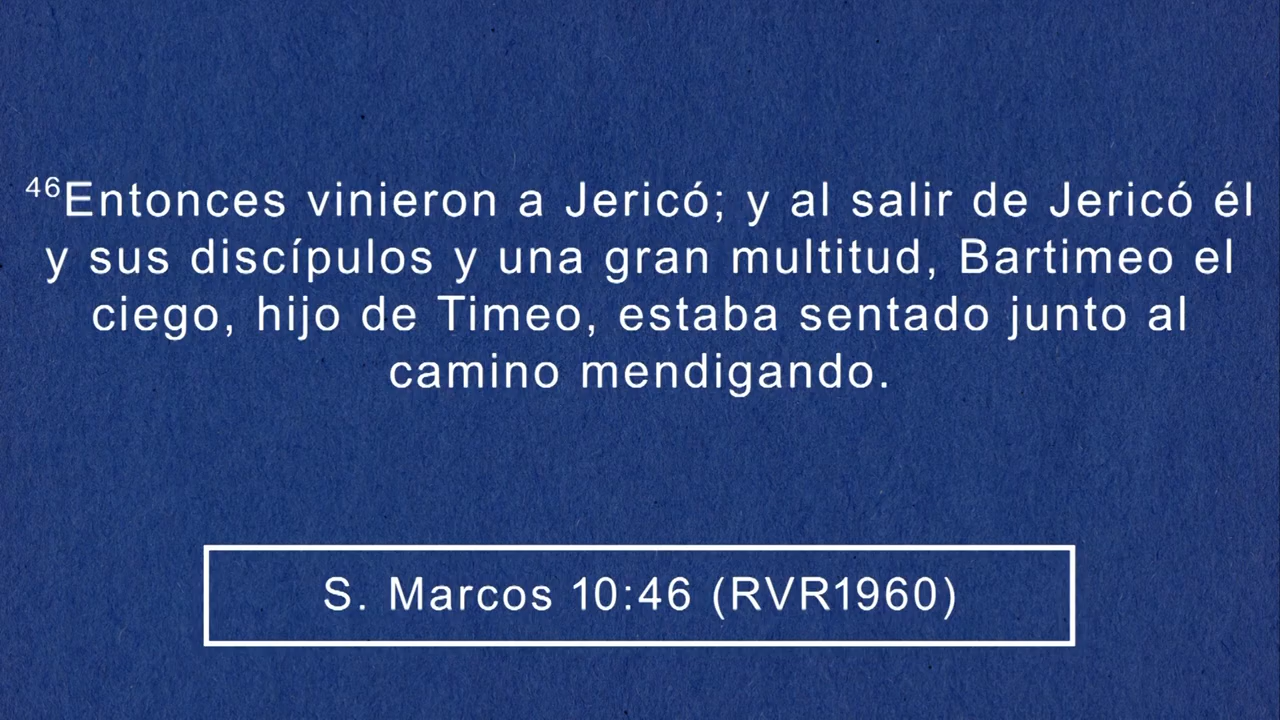 ⁴⁶Entonces vinieron a Jericó; y al salir de Jericó él
y sus discípulos y una gran multitud, Bartimeo el
ciego, hijo de Timeo, estaba sentado junto al
camino mendigando.
S. Marcos 10:46 (RVR1960)